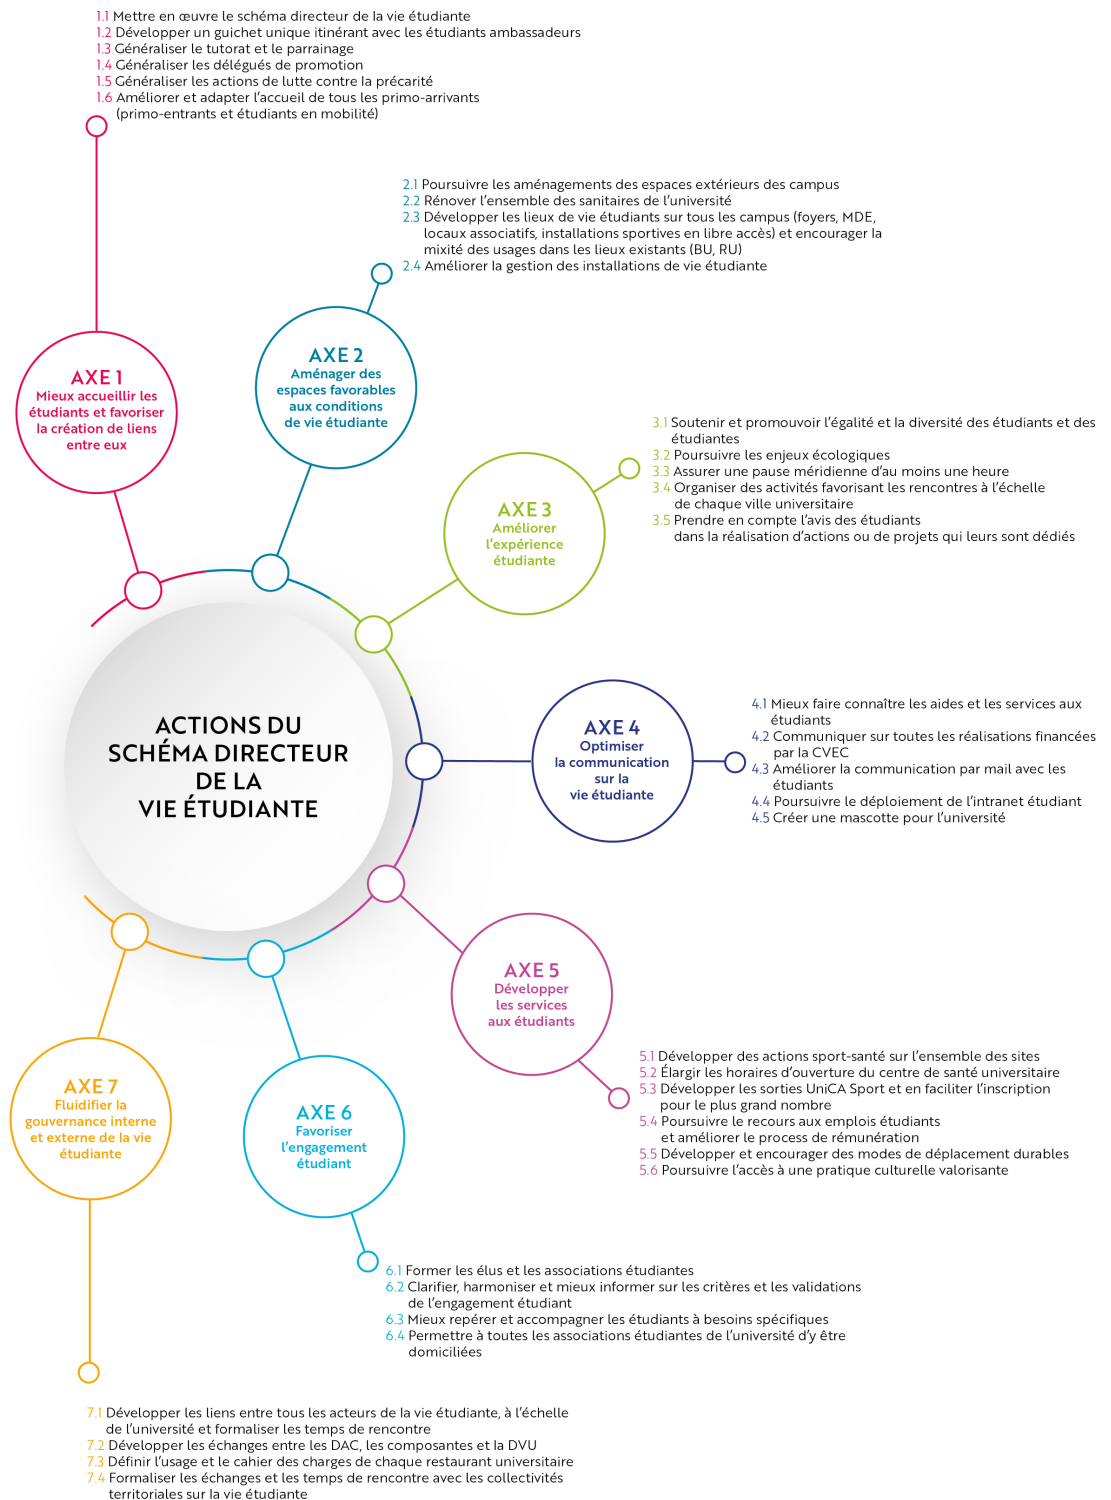 1.1 Mettre en œuvre le schéma directeur de la vie étudiante
1.2 Développer un guichet unique itinérant avec les étudiants ambassadeurs
1.3 Généraliser le tutorat et le parrainage
1.4 Généraliser les délégués de promotion
1.5 Généraliser les actions de lutte contre la précarité
1.6 Améliorer et adapter l'accueil de tous les primo-arrivants
(primo-entrants et étudiants en mobilité)
AXE 1
Mieux accueillir les
étudiants et favoriser
la création de liens
entre eux
2.1 Poursuivre les aménagements des espaces extérieurs des campus
2.2 Rénover l'ensemble des sanitaires de l'université
2.3 Développer les lieux de vie étudiants sur tous les campus (foyers, MDE,
locaux associatifs, installations sportives en libre accès) et encourager la
mixité des usages dans les lieux existants (BU, RU)
2.4 Améliorer la gestion des installations de vie étudiante
AXE 2
Aménager des
espaces favorables
aux conditions
de vie étudiante
3.1 Soutenir et promouvoir l'égalité et la diversité des étudiants et des
étudiantes
3.2 Poursuivre les enjeux écologiques
3.3 Assurer une pause méridienne d'au moins une heure
3.4 Organiser des activités favorisant les rencontres à l'échelle
de chaque ville universitaire
3.5 Prendre en compte l'avis des étudiants
dans la réalisation d'actions ou de projets qui leurs sont dédiés
AXE 3
Améliorer
l'expérience
étudiante
ACTIONS DU
SCHÉMA DIRECTEUR
DE LA
VIE ÉTUDIANTE
AXE 4
Optimiser
la communication
sur la
vie étudiante
4.1 Mieux faire connaître les aides et les services aux
étudiants
4.2 Communiquer sur toutes les réalisations financées
par la CVEC
4.3 Améliorer la communication par mail avec les
étudiants
4.4 Poursuivre le déploiement de l'intranet étudiant
4.5 Créer une mascotte pour l'université
AXE 5
Développer
les services
aux étudiants
5.1 Développer des actions sport-santé sur l'ensemble des sites
5.2 Élargir les horaires d'ouverture du centre de santé universitaire
5.3 Développer les sorties UniCA Sport et en faciliter l'inscription
pour le plus grand nombre
5.4 Poursuivre le recours aux emplois étudiants
et améliorer le process de rémunération
5.5 Développer et encourager des modes de déplacement durables
5.6 Poursuivre l'accès à une pratique culturelle valorisante
AXE 6
Favoriser
l'engagement
étudiant
6.1 Former les élus et les associations étudiantes
6.2 Clarifier, harmoniser et mieux informer sur les critères et les validations
de l'engagement étudiant
6.3 Mieux repérer et accompagner les étudiants à besoins spécifiques
6.4 Permettre à toutes les associations étudiantes de l'université d'y être
domiciliées
AXE 7
Fluidifier la
gouvernance interne
et externe de la vie
étudiante
7.1 Développer les liens entre tous les acteurs de la vie étudiante, à l'échelle
de l'université et formaliser les temps de rencontre
7.2 Développer les échanges entre les DAC, les composantes et la DVU
7.3 Définir l'usage et le cahier des charges de chaque restaurant universitaire
7.4 Formaliser les échanges et les temps de rencontre avec les collectivités
territoriales sur la vie étudiante